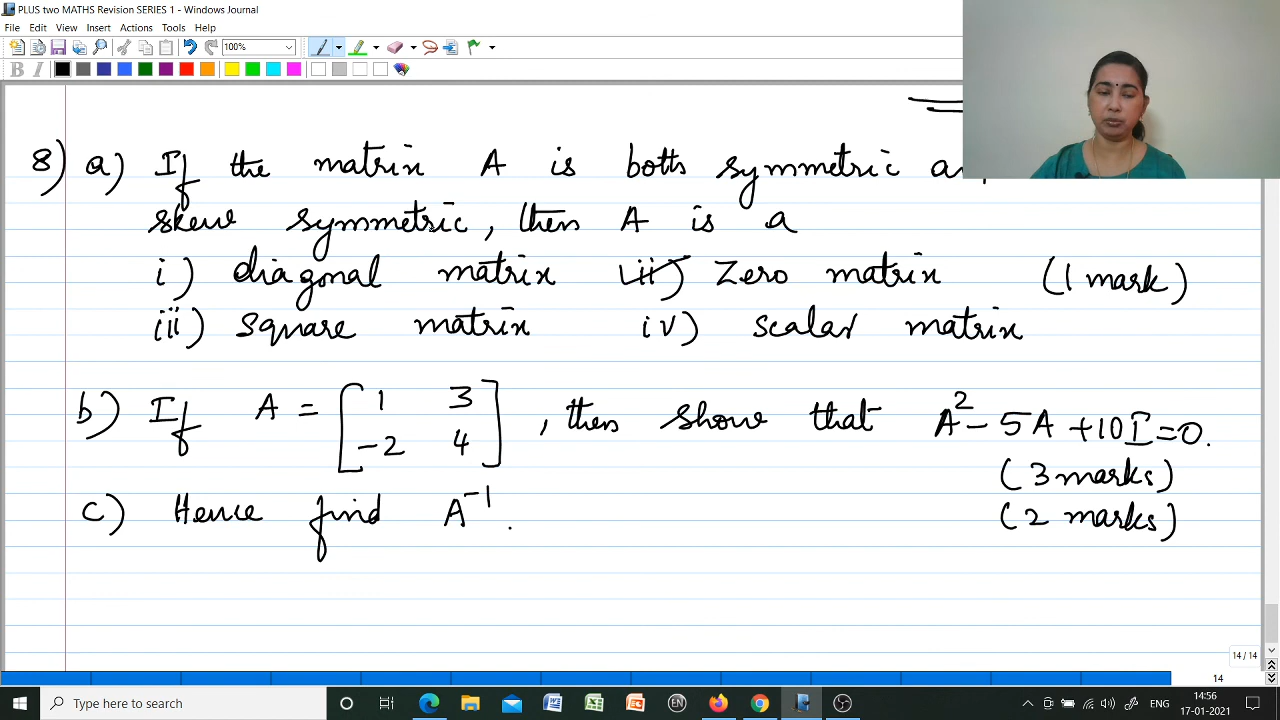 PLUS two MATHS Revision SERIES 1 - Windows Journal
File Edit View Insert Actions Tools Help
100%
B I
8) a) If the matrix A is both symmetric
skew symmetric, then A is a
i) diagonal matrix ii) Zero matrix (1 mark)
iii) square matrix iv) scalar matrix
b) If A = [1 3 -2 4], then show that A² - 5A + 10I = 0.
(3 marks)
c) Hence find A⁻¹. (2 marks)
14 / 14
14
Type here to search
EN
ENG
14:56
17-01-2021